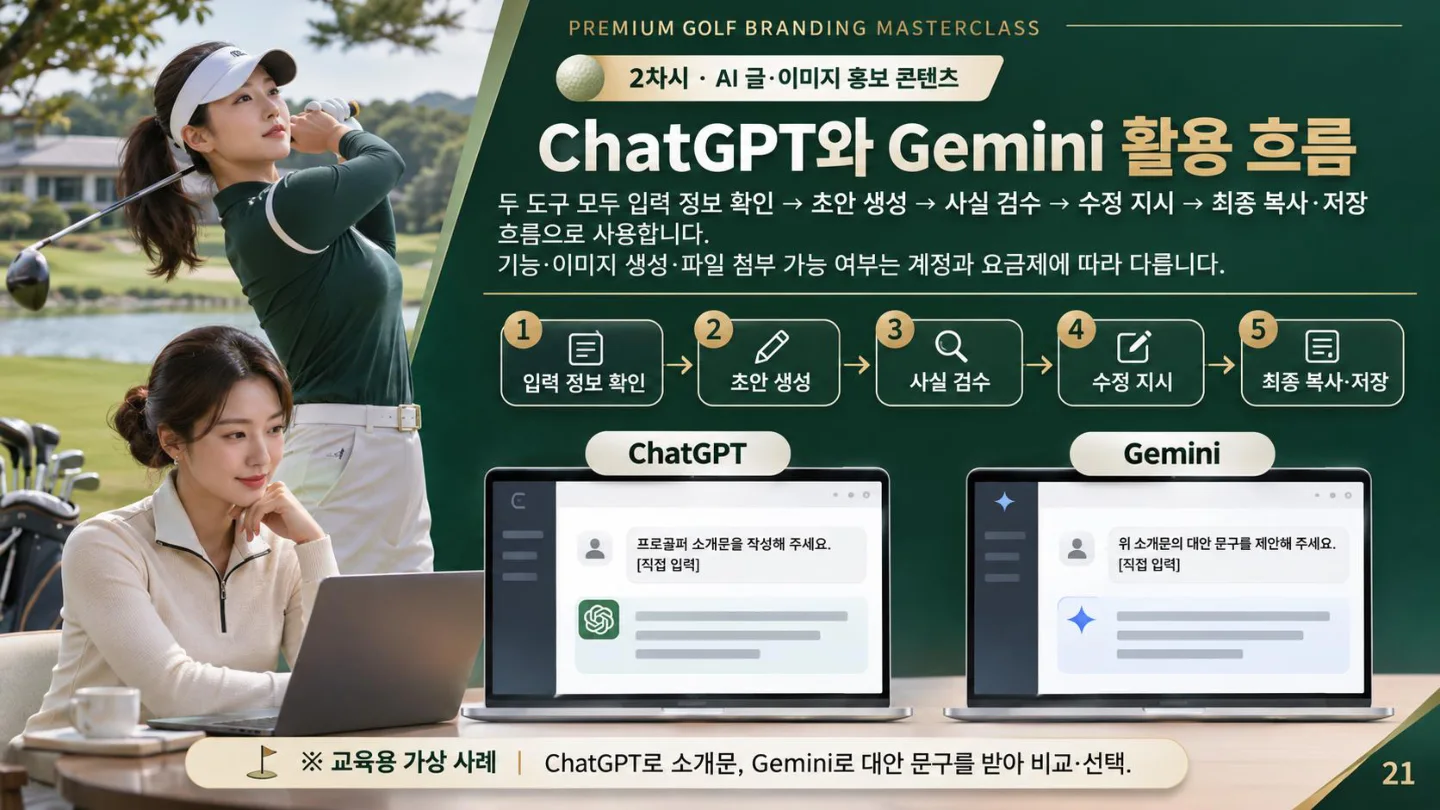 PREMIUM GOLF BRANDING MASTERCLASS
2차시 · AI 글·이미지 홍보 콘텐츠
ChatGPT와 Gemini 활용 흐름
두 도구 모두 입력 정보 확인 → 초안 생성 → 사실 검수 → 수정 지시 → 최종 복사·저장
흐름으로 사용합니다.
기능·이미지 생성·파일 첨부 가능 여부는 계정과 요금제에 따라 다릅니다.
1 입력 정보 확인
2 초안 생성
3 사실 검수
4 수정 지시
5 최종 복사·저장
ChatGPT
프로골퍼 소개문을 작성해 주세요.
[직접 입력]
Gemini
위 소개문의 대안 문구를 제안해 주세요.
[직접 입력]
※ 교육용 가상 사례 | ChatGPT로 소개문, Gemini로 대안 문구를 받아 비교·선택.
21